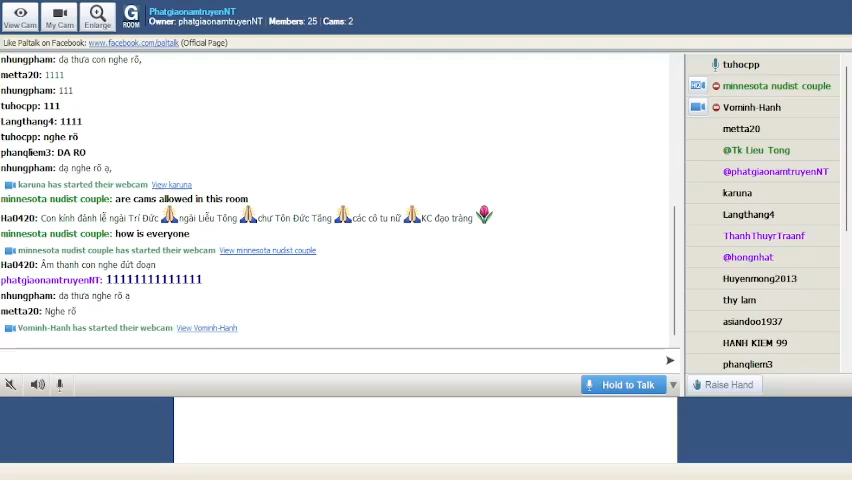 View Cam
My Cam
Enlarge
G
ROOM
PhatgiaonamtruyenNT
Owner: phatgiaonamtruyenNT | Members: 25 | Cams: 2
Like Paltalk on Facebook: www.facebook.com/paltalk (Official Page)
nhungpham: dạ thưa con nghe rõ,
metta20: 1111
nhungpham: 111
tuhocpp: 111
Langthang4: 1111
tuhocpp: nghe rõ
phanqliem3: DA RO
nhungpham: dạ nghe rõ ạ,
karuna has started their webcam View karuna
minnesota nudist couple: are cams allowed in this room
Ha0420: Con kính đảnh lễ ngài Trí Đức ngài Liễu Tông chư Tôn Đức Tăng các cô tu nữ KC đạo tràng
minnesota nudist couple: how is everyone
minnesota nudist couple has started their webcam View minnesota nudist couple
Ha0420: Âm thanh con nghe đứt đoạn
phatgiaonamtruyenNT: 11111111111111
nhungpham: dạ thưa nghe rõ ạ
metta20: Nghe rõ
Vominh-Hanh has started their webcam View Vominh-Hanh
Hold to Talk
tuhocpp
HD
minnesota nudist couple
Vominh-Hanh
metta20
@Tk Lieu Tong
@phatgiaonamtruyenNT
karuna
Langthang4
ThanhThuyrTraanf
@hongnhat
Huyenmong2013
thy lam
asiandoo1937
HANH KIEM 99
phanqliem3
Raise Hand